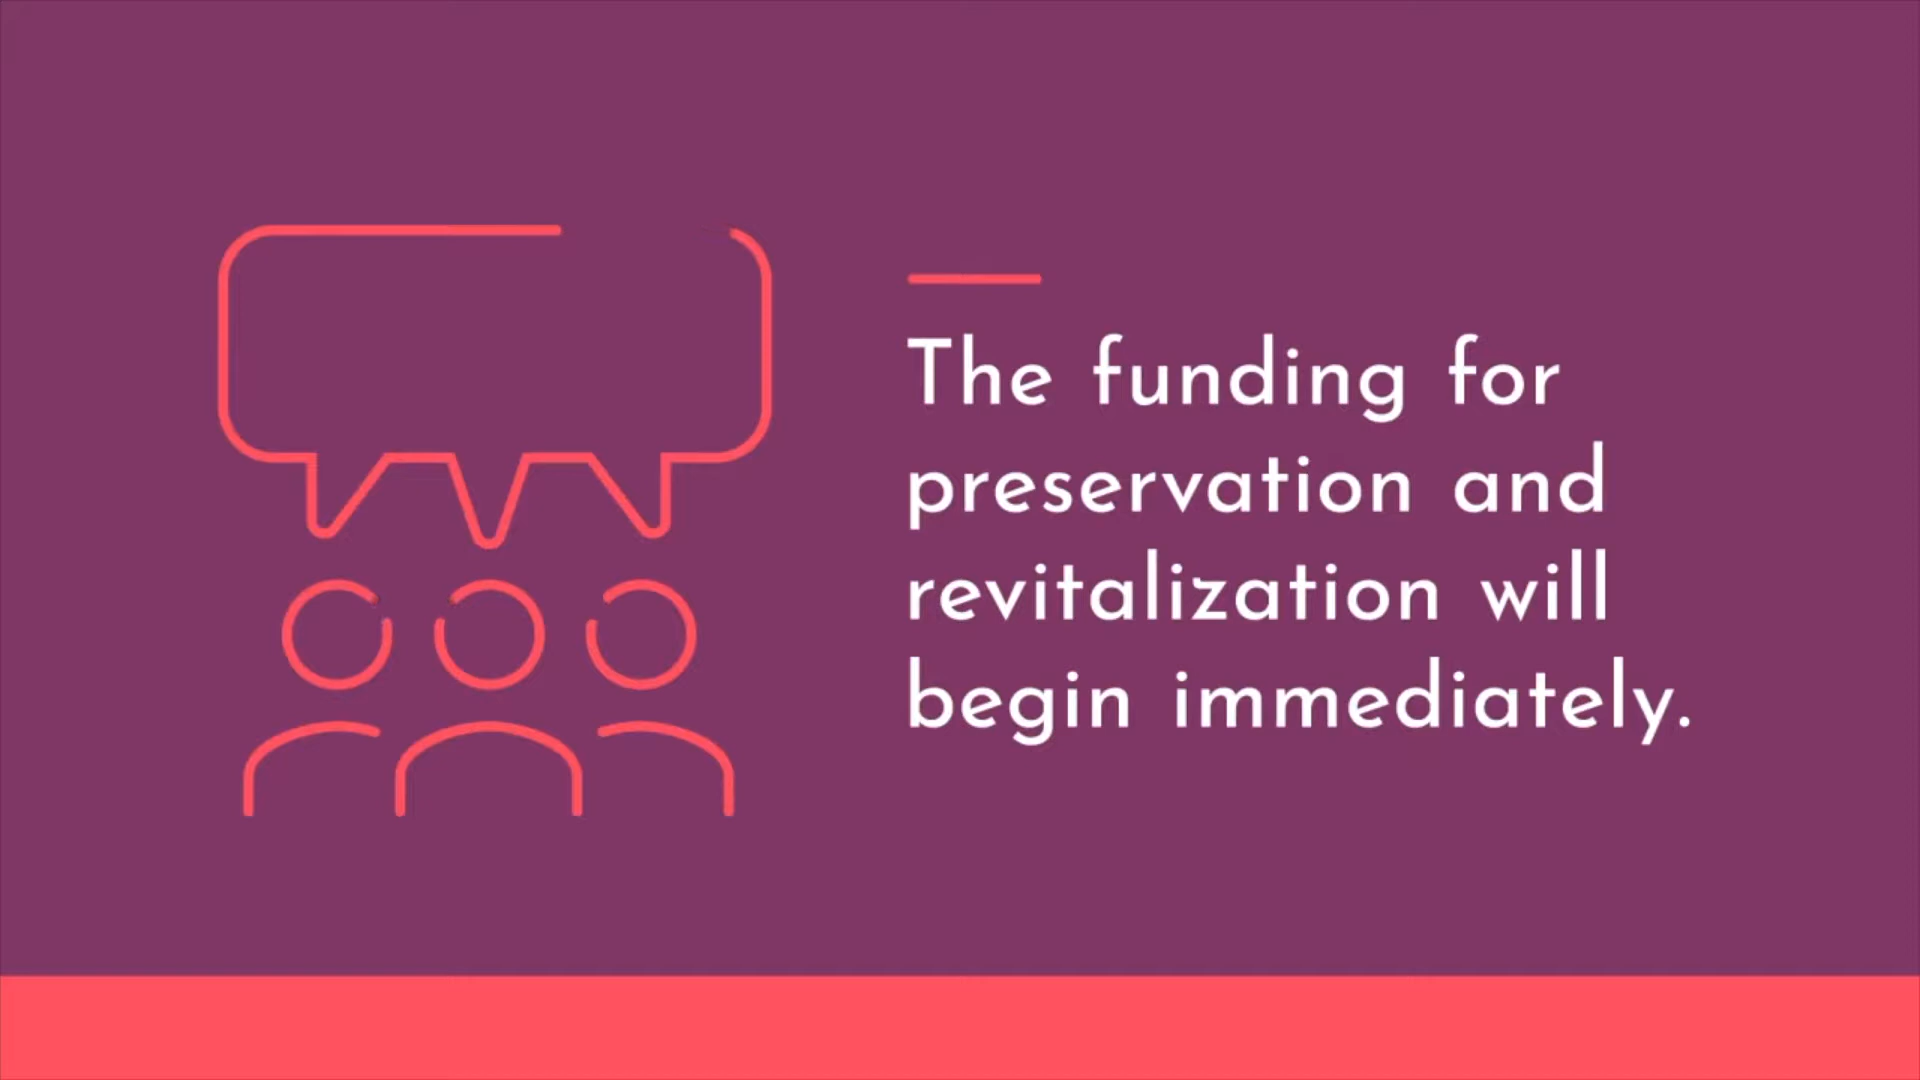 The funding for
preservation and
revitalization will
begin immediately.